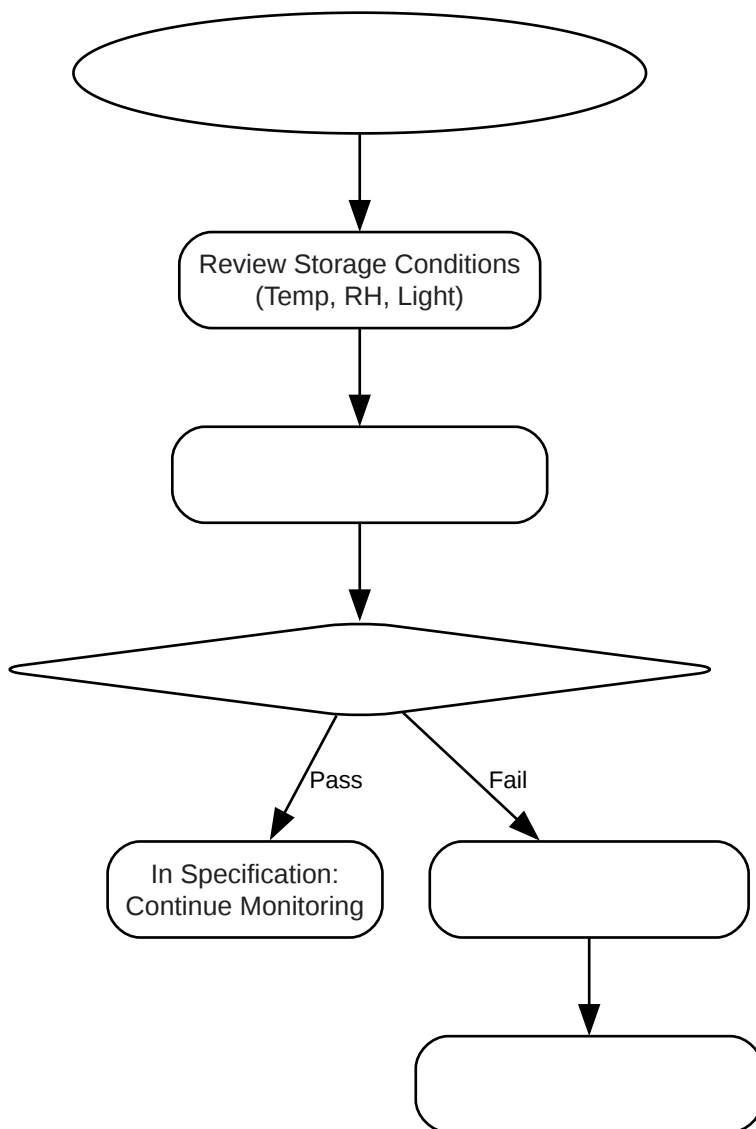 Review Storage Conditions
(Temp, RH, Light)
Pass
Fail
In Specification:
Continue Monitoring